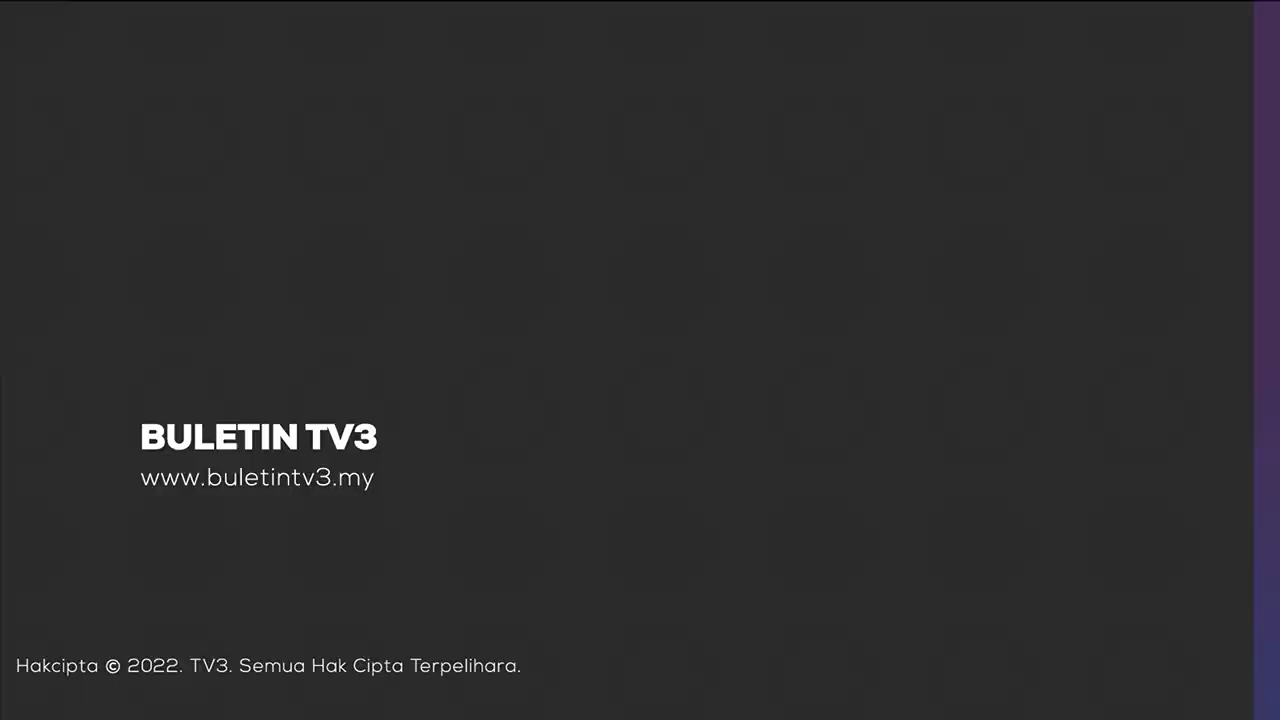 BULETIN TV3
www.buletintv3.my
Hakcipta © 2022. TV3. Semua Hak Cipta Terpelihara.